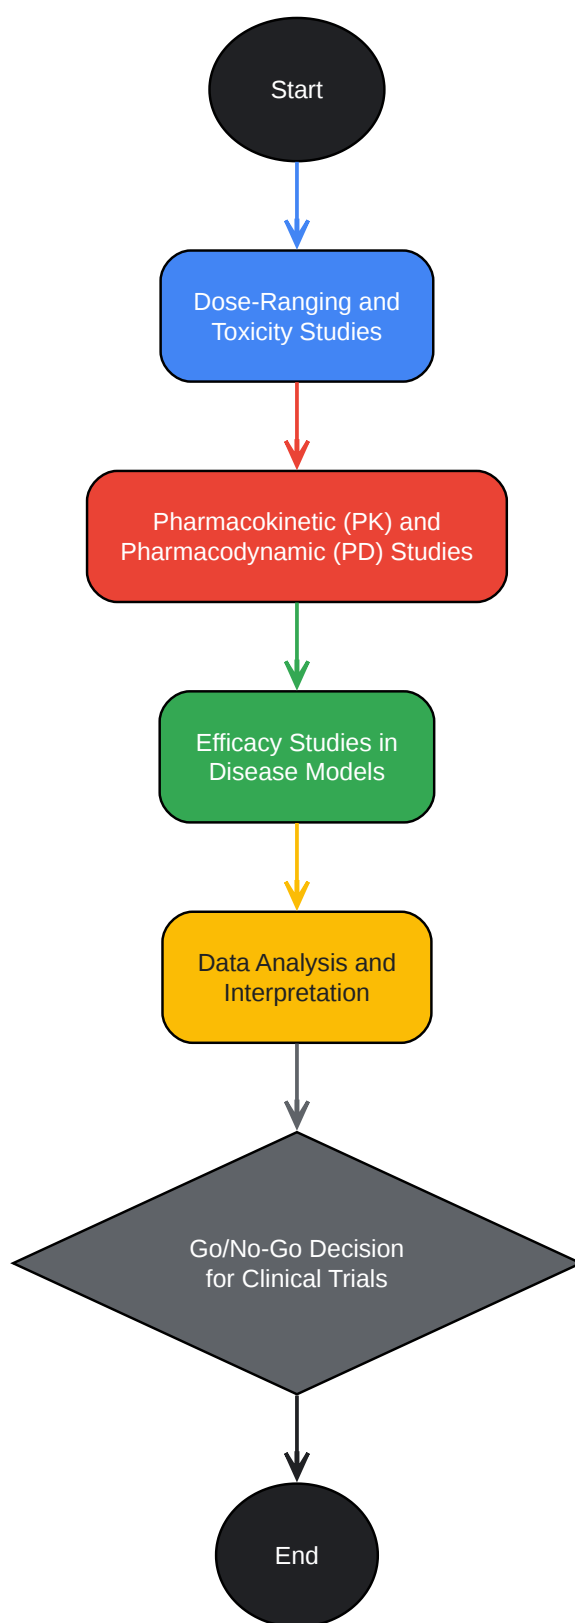 Start
Dose-Ranging and
Toxicity Studies
Pharmacokinetic (PK) and
Pharmacodynamic (PD) Studies
Efficacy Studies in
Disease Models
Data Analysis and
Interpretation
Go/No-Go Decision
for Clinical Trials
End